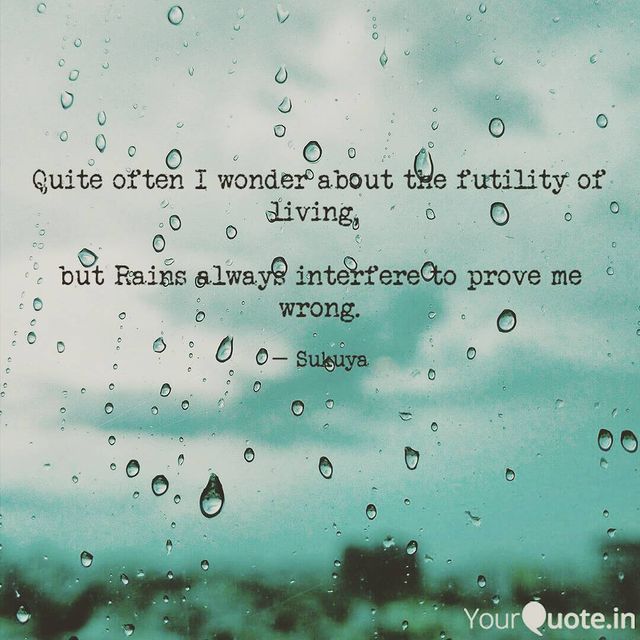 Quite often I wonder about the futility of
living,
but Rains always interfere to prove me
wrong.
— Sukuya
YourQuote.in